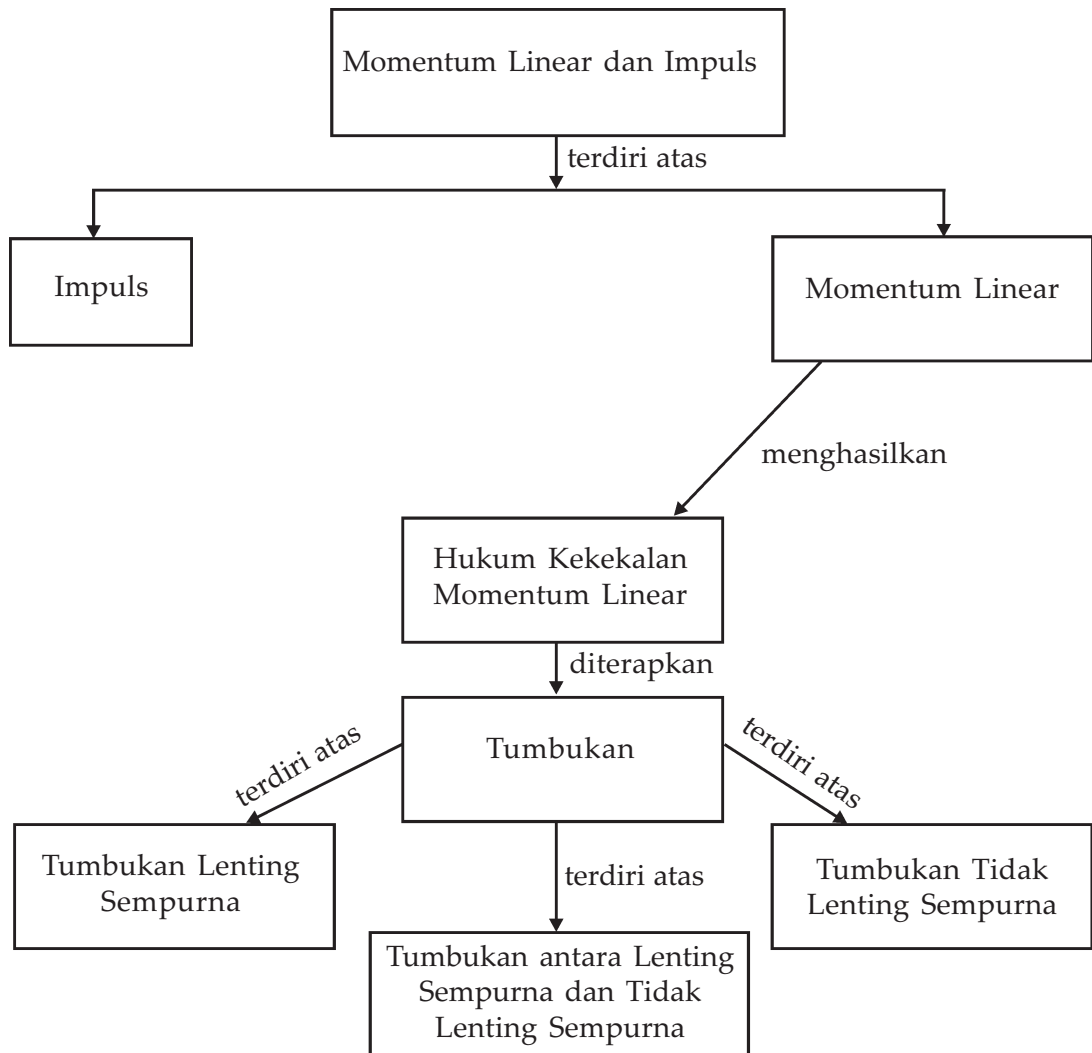 Momentum Linear dan Impuls
terdiri atas
Impuls
Momentum Linear
menghasilkan
Hukum Kekekalan
Momentum Linear
diterapkan
Tumbukan
terdiri atas
terdiri atas
terdiri atas
Tumbukan Lenting
Sempurna
Tumbukan antara Lenting
Sempurna dan Tidak
Lenting Sempurna
Tumbukan Tidak
Lenting Sempurna